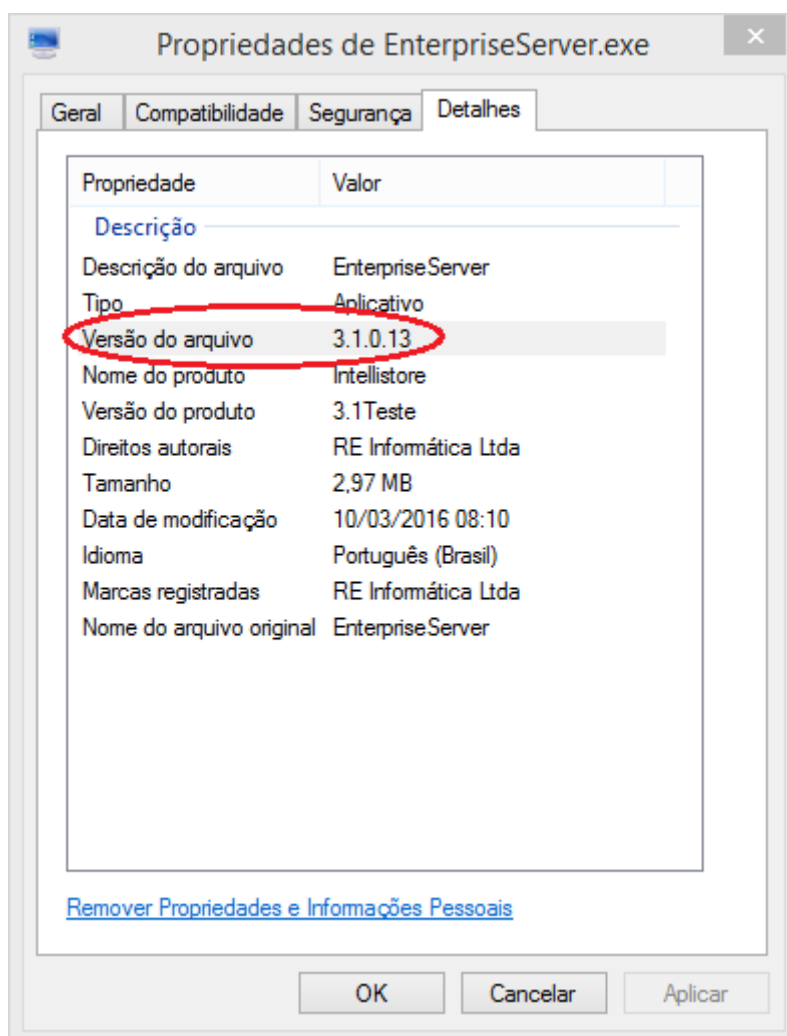 Propriedades de EnterpriseServer.exe
Geral Compatibilidade Segurança Detalhes
Propriedade Valor
Descrição
Descrição do arquivo EnterpriseServer
Tipo Aplicativo
Versão do arquivo 3.1.0.13
Nome do produto Intellistore
Versão do produto 3.1Teste
Direitos autorais RE Informática Ltda
Tamanho 2,97 MB
Data de modificação 10/03/2016 08:10
Idioma Português (Brasil)
Marcas registradas RE Informática Ltda
Nome do arquivo original EnterpriseServer
Remover Propriedades e Informações Pessoais
OK Cancelar Aplicar